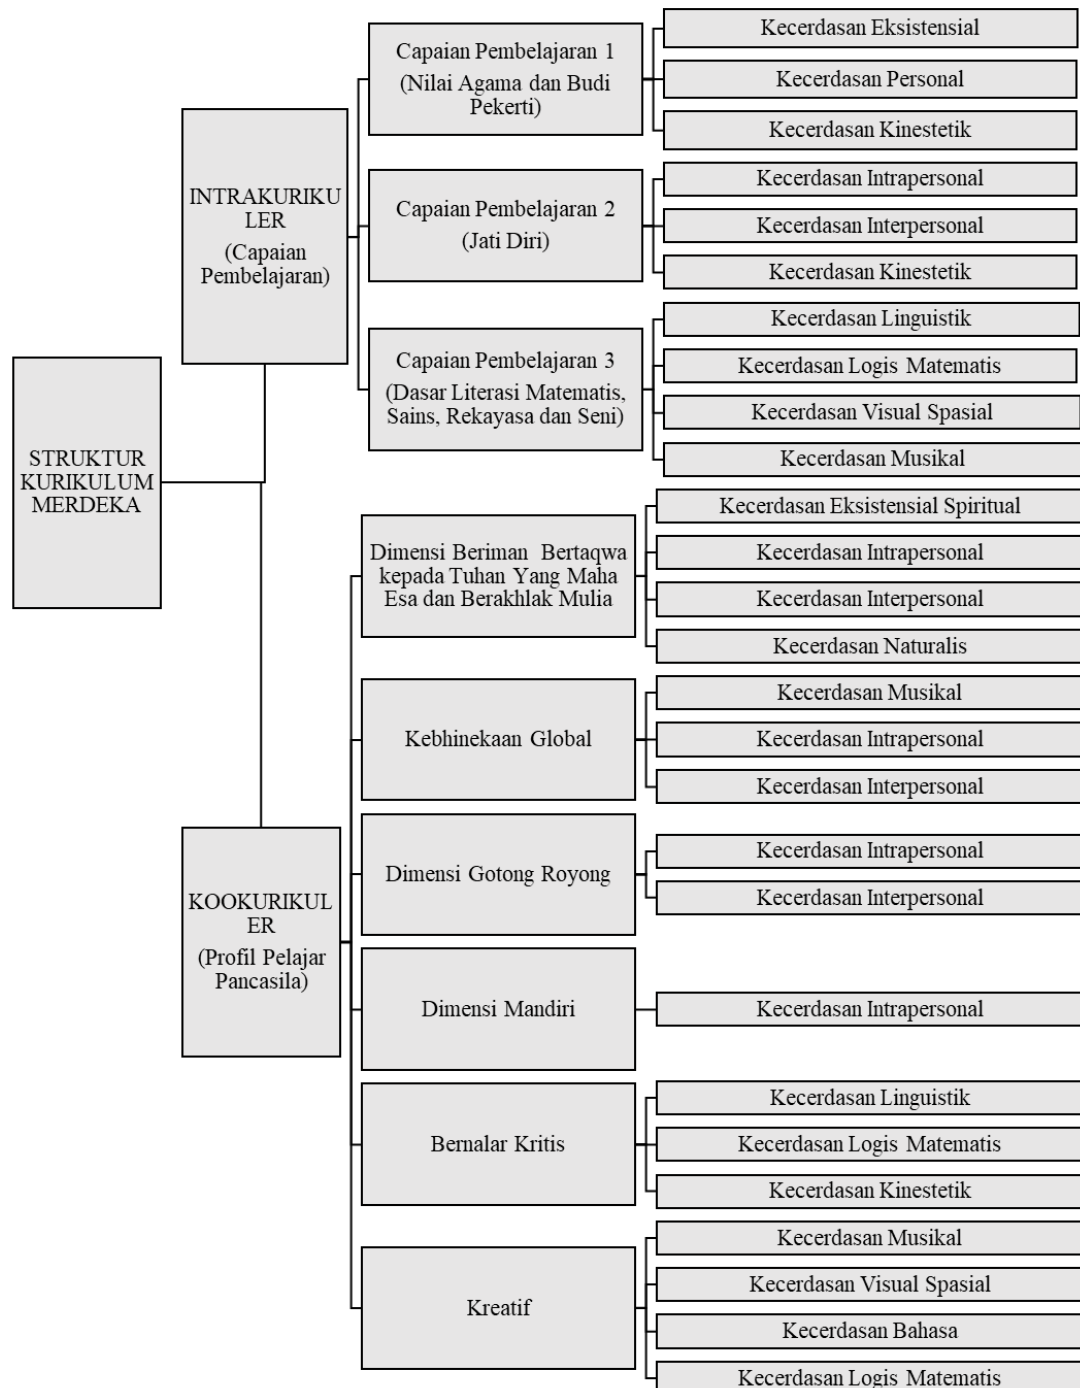 STRUKTUR
KURIKULUM
MERDEKA
INTRAKURIKU
LER
(Capaian
Pembelajaran)
Capaian Pembelajaran 1
(Nilai Agama dan Budi
Pekerti)
Kecerdasan Eksistensial
Kecerdasan Personal
Kecerdasan Kinestetik
Capaian Pembelajaran 2
(Jati Diri)
Kecerdasan Intrapersonal
Kecerdasan Interpersonal
Kecerdasan Kinestetik
Capaian Pembelajaran 3
(Dasar Literasi Matematis,
Sains, Rekayasa dan Seni)
Kecerdasan Linguistik
Kecerdasan Logis Matematis
Kecerdasan Visual Spasial
Kecerdasan Musikal
KOOKURIKUL
ER
(Profil Pelajar
Pancasila)
Dimensi Beriman Bertaqwa
kepada Tuhan Yang Maha
Esa dan Berakhlak Mulia
Kecerdasan Eksistensial Spiritual
Kecerdasan Intrapersonal
Kecerdasan Interpersonal
Kecerdasan Naturalis
Kebhinekaan Global
Kecerdasan Musikal
Kecerdasan Intrapersonal
Kecerdasan Interpersonal
Dimensi Gotong Royong
Kecerdasan Intrapersonal
Kecerdasan Interpersonal
Dimensi Mandiri
Kecerdasan Intrapersonal
Bernalar Kritis
Kecerdasan Linguistik
Kecerdasan Logis Matematis
Kecerdasan Kinestetik
Kreatif
Kecerdasan Musikal
Kecerdasan Visual Spasial
Kecerdasan Bahasa
Kecerdasan Logis Matematis